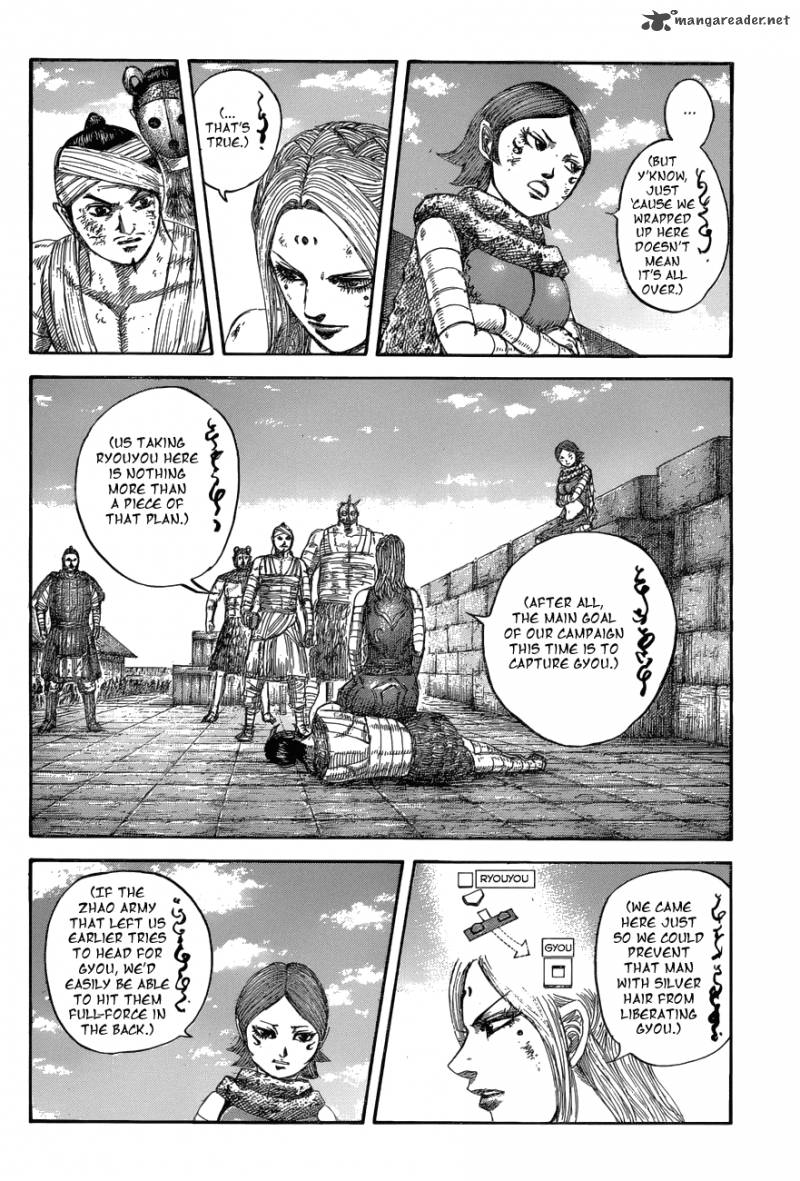 mangareader.net
...
(BUT
Y'KNOW,
JUST
'CAUSE WE
WRAPPED
UP HERE
DOESN'T
MEAN
IT'S ALL
OVER.)
(...
THAT'S
TRUE.)
(AFTER ALL,
THE MAIN GOAL
OF OUR CAMPAIGN
THIS TIME IS TO
CAPTURE GYOU.)
(US TAKING
RYOUYOU
HERE
IS NOTHING
MORE THAN
A PIECE OF
THAT PLAN.)
(WE CAME
HERE JUST
SO WE COULD
PREVENT
THAT MAN
WITH SILVER
HAIR FROM
LIBERATING
GYOU.)
RYOUYOU
GYOU
(IF THE
ZHAO ARMY
THAT LEFT US
EARLIER TRIES
TO HEAD FOR
GYOU, WE'D
EASILY BE ABLE
TO HIT THEM
FULL-FORCE IN
THE BACK.)